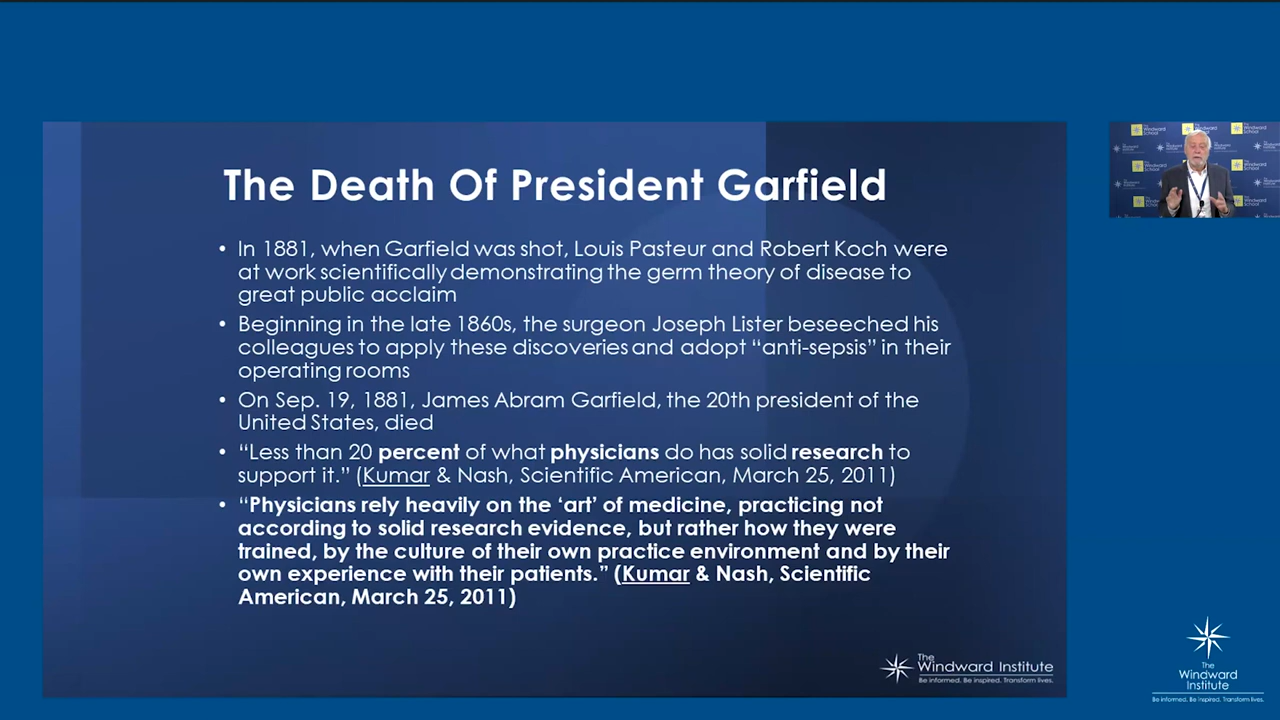 The Death Of President Garfield
• In 1881, when Garfield was shot, Louis Pasteur and Robert Koch were
at work scientifically demonstrating the germ theory of disease to
great public acclaim
• Beginning in the late 1860s, the surgeon Joseph Lister beseeched his
colleagues to apply these discoveries and adopt “anti-sepsis” in their
operating rooms
• On Sep. 19, 1881, James Abram Garfield, the 20th president of the
United States, died
• “Less than 20 percent of what physicians do has solid research to
support it.” (Kumar & Nash, Scientific American, March 25, 2011)
• “Physicians rely heavily on the ‘art’ of medicine, practicing not
according to solid research evidence, but rather how they were
trained, by the culture of their own practice environment and by their
own experience with their patients.” (Kumar & Nash, Scientific
American, March 25, 2011)
The
Windward Institute
Be informed. Be inspired. Transform lives.
The
Windward
Institute
Be informed. Be inspired. Transform lives.